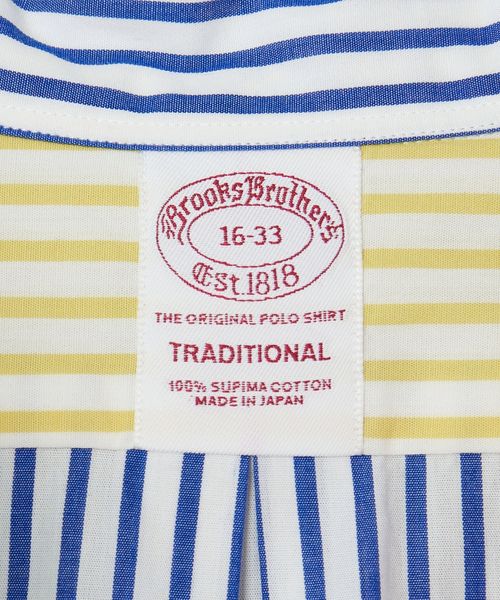 Brooks Brothers
16-33
Est. 1818
THE ORIGINAL POLO SHIRT
TRADITIONAL
100% SUPIMA COTTON
MADE IN JAPAN